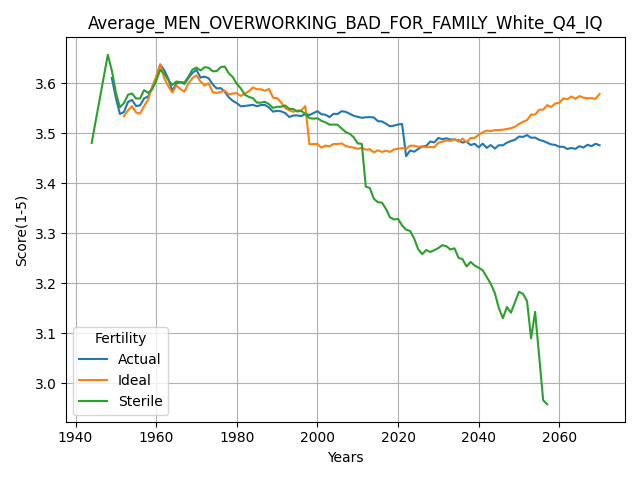 Average_MEN_OVERWORKING_BAD_FOR_FAMILY_White_Q4_IQ
Score(1-5)
3.6
3.5
3.4
3.3
3.2
3.1
3.0
Fertility
Actual
Ideal
Sterile
1940 1960 1980 2000 2020 2040 2060
Years